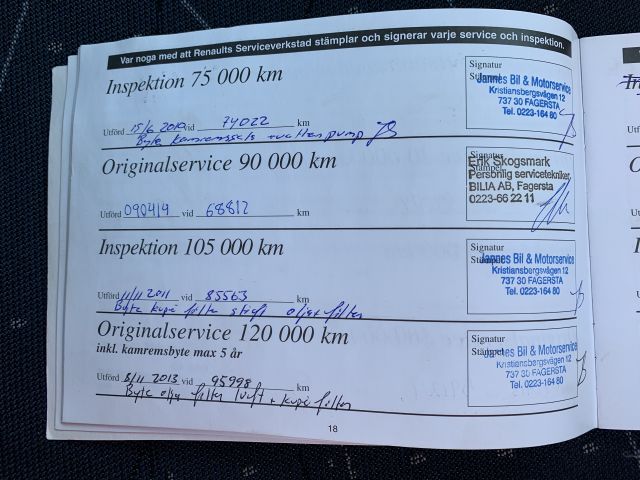 Var noga med att Renaults Serviceverkstad stämplar och signerar varje service och inspektion.
Inspektion 75 000 km
Signatur
Stämpel
Jannes Bil & Motorservice
Kristiansbergsvägen 12
737 30 FAGERSTA
Tel. 0223-164 80
Utförd 15/6 2010 vid 74022 km
Byte kamremssats + vattenpump
Originalservice 90 000 km
Signatur
Stämpel
Erik Skogsmark
Personlig servicetekniker
BILIA AB, Fagersta
0223-66 22 11
Utförd 090414 vid 68812 km
Inspektion 105 000 km
Signatur
Stämpel
Jannes Bil & Motorservice
Kristiansbergsvägen 12
737 30 FAGERSTA
Tel. 0223-164 80
Utförd 11/11 2011 vid 85563 km
Byte kupé filter olja filter
Originalservice 120 000 km
inkl. kamremsbyte max 5 år
Signatur
Stämpel
Jannes Bil & Motorservice
Kristiansbergsvägen 12
737 30 FAGERSTA
Tel. 0223-164 80
Utförd 8/11 2013 vid 95998 km
Byte olja filter luft + kupé filter
18